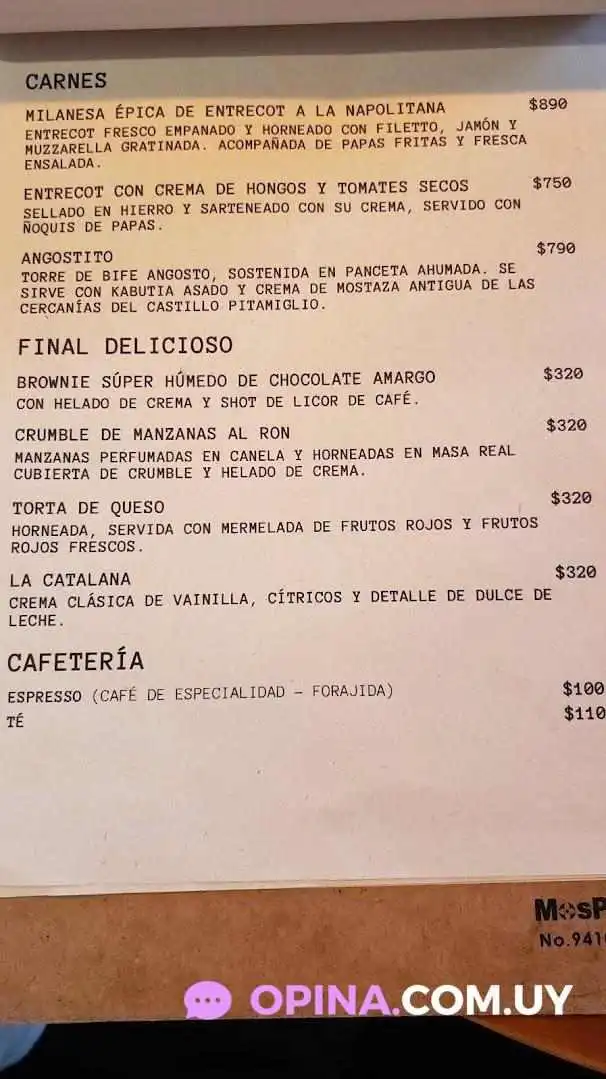 CARNES
MILANESA ÉPICA DE ENTRECOT A LA NAPOLITANA $890
ENTRECOT FRESCO EMPANADO Y HORNEADO CON FILETTO, JAMÓN Y
MUZZARELLA GRATINADA. ACOMPAÑADA DE PAPAS FRITAS Y FRESCA
ENSALADA.
ENTRECOT CON CREMA DE HONGOS Y TOMATES SECOS $750
SELLADO EN HIERRO Y SARTENEADO CON SU CREMA, SERVIDO CON
ÑOQUIS DE PAPAS.
ANGOSTITO $790
TORRE DE BIFE ANGOSTO, SOSTENIDA EN PANCETA AHUMADA. SE
SIRVE CON KABUTIA ASADO Y CREMA DE MOSTAZA ANTIGUA DE LAS
CERCANÍAS DEL CASTILLO PITAMIGLIO.
FINAL DELICIOSO
BROWNIE SÚPER HÚMEDO DE CHOCOLATE AMARGO $320
CON HELADO DE CREMA Y SHOT DE LICOR DE CAFÉ.
CRUMBLE DE MANZANAS AL RON $320
MANZANAS PERFUMADAS EN CANELA Y HORNEADAS EN MASA REAL
CUBIERTA DE CRUMBLE Y HELADO DE CREMA.
TORTA DE QUESO $320
HORNEADA, SERVIDA CON MERMELADA DE FRUTOS ROJOS Y FRUTOS
ROJOS FRESCOS.
LA CATALANA $320
CREMA CLÁSICA DE VAINILLA, CÍTRICOS Y DETALLE DE DULCE DE
LECHE.
CAFETERÍA
ESPRESSO (CAFÉ DE ESPECIALIDAD - FORAJIDA) $100
TÉ $110
No.941
OPINA.COM.UY